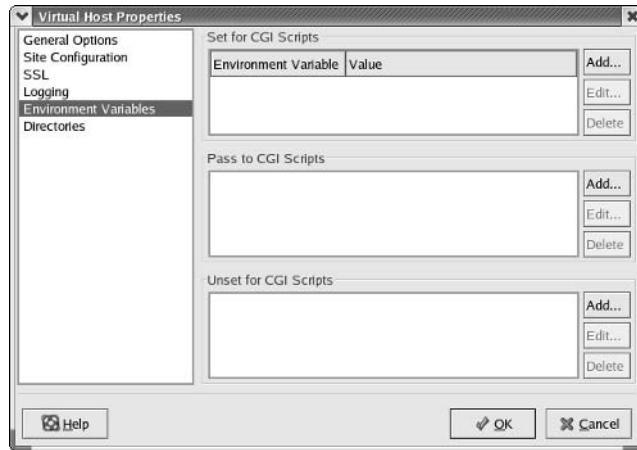 Virtual Host Properties
General Options
Site Configuration
SSL
Logging
Environment Variables
Directories
Set for CGI Scripts
Environment Variable Value
Add...
Edit...
Delete
Pass to CGI Scripts
Add...
Edit...
Delete
Unset for CGI Scripts
Add...
Edit...
Delete
Help
OK
Cancel